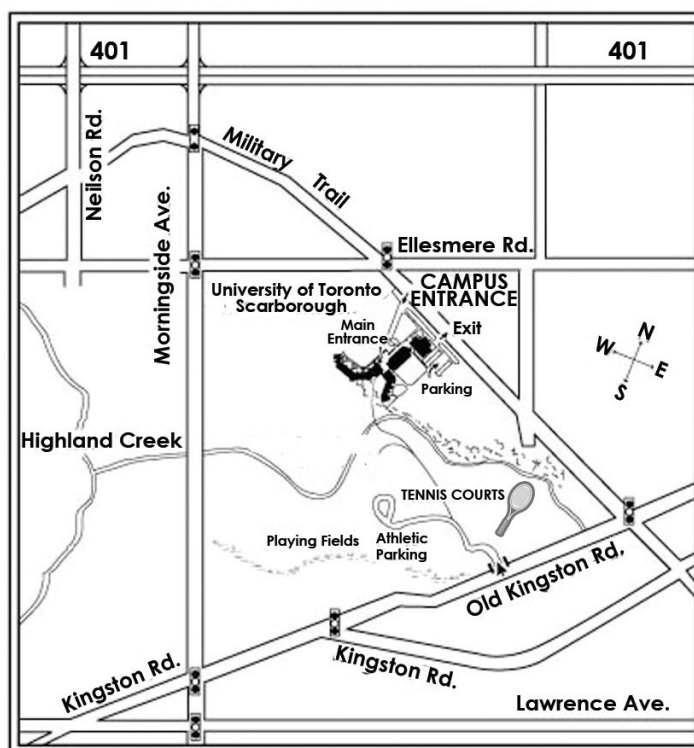 401
401
Neilson Rd.
Military
Trail
Morningside Ave.
Ellesmere Rd.
University of Toronto
Scarborough
CAMPUS
ENTRANCE
Main
Entrance
Exit
N
W
E
S
Parking
Highland Creek
TENNIS COURTS
Playing Fields
Athletic
Parking
Old Kingston Rd.
Kingston Rd.
Kingston Rd.
Lawrence Ave.